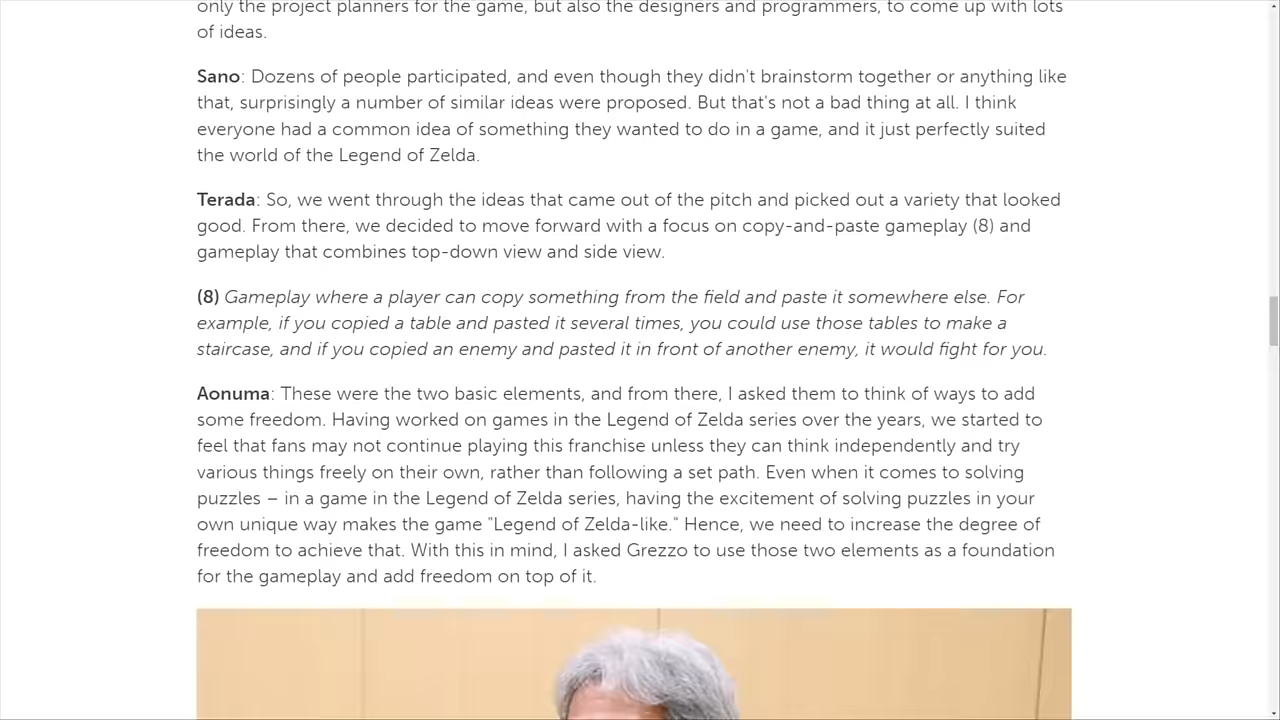 only the project planners for the game, but also the designers and programmers, to come up with lots
of ideas.
Sano: Dozens of people participated, and even though they didn't brainstorm together or anything like
that, surprisingly a number of similar ideas were proposed. But that's not a bad thing at all. I think
everyone had a common idea of something they wanted to do in a game, and it just perfectly suited
the world of the Legend of Zelda.
Terada: So, we went through the ideas that came out of the pitch and picked out a variety that looked
good. From there, we decided to move forward with a focus on copy-and-paste gameplay (8) and
gameplay that combines top-down view and side view.
(8) Gameplay where a player can copy something from the field and paste it somewhere else. For
example, if you copied a table and pasted it several times, you could use those tables to make a
staircase, and if you copied an enemy and pasted it in front of another enemy, it would fight for you.
Aonuma: These were the two basic elements, and from there, I asked them to think of ways to add
some freedom. Having worked on games in the Legend of Zelda series over the years, we started to
feel that fans may not continue playing this franchise unless they can think independently and try
various things freely on their own, rather than following a set path. Even when it comes to solving
puzzles – in a game in the Legend of Zelda series, having the excitement of solving puzzles in your
own unique way makes the game "Legend of Zelda-like." Hence, we need to increase the degree of
freedom to achieve that. With this in mind, I asked Grezzo to use those two elements as a foundation
for the gameplay and add freedom on top of it.